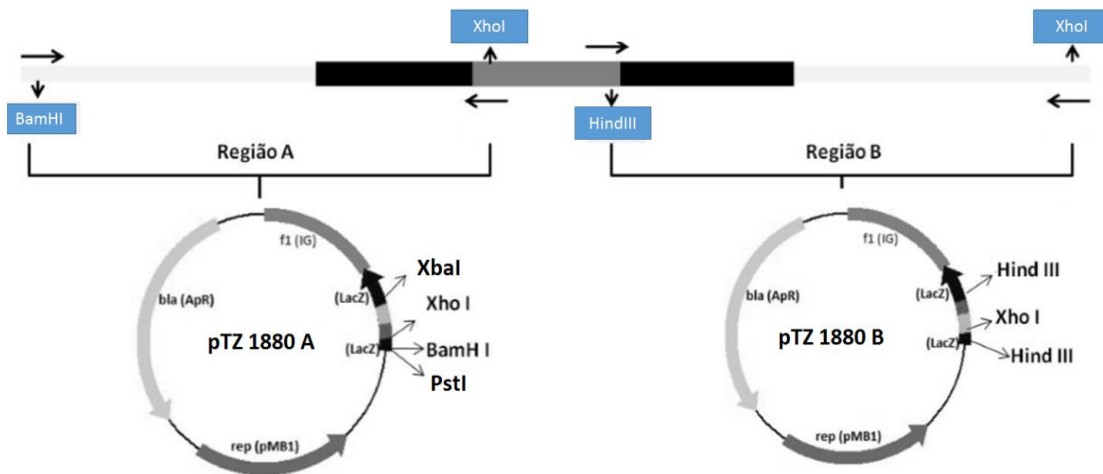 XhoI
XhoI
BamHI
HindIII
Região A
Região B
f1 (IG)
bla (ApR)
(LacZ)
XbaI
Xho I
pTZ 1880 A
(LacZ)
BamH I
PstI
rep (pMB1)
f1 (IG)
bla (ApR)
(LacZ)
Hind III
Xho I
pTZ 1880 B
(LacZ)
Hind III
rep (pMB1)